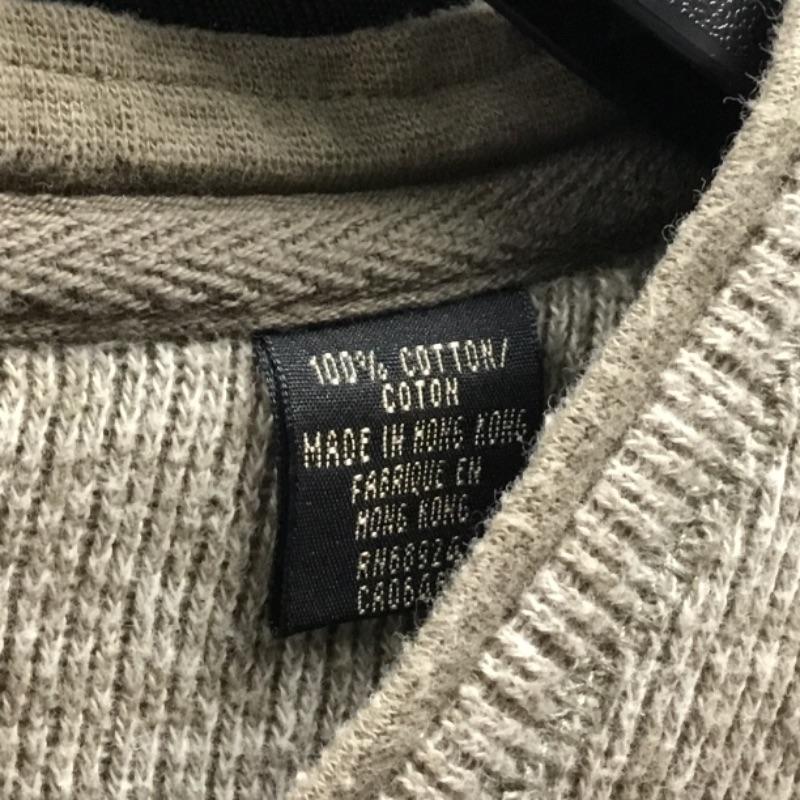 100% COTTON/
COTON
MADE IN HONG KONG
FABRIQUE EN
HONG KONG